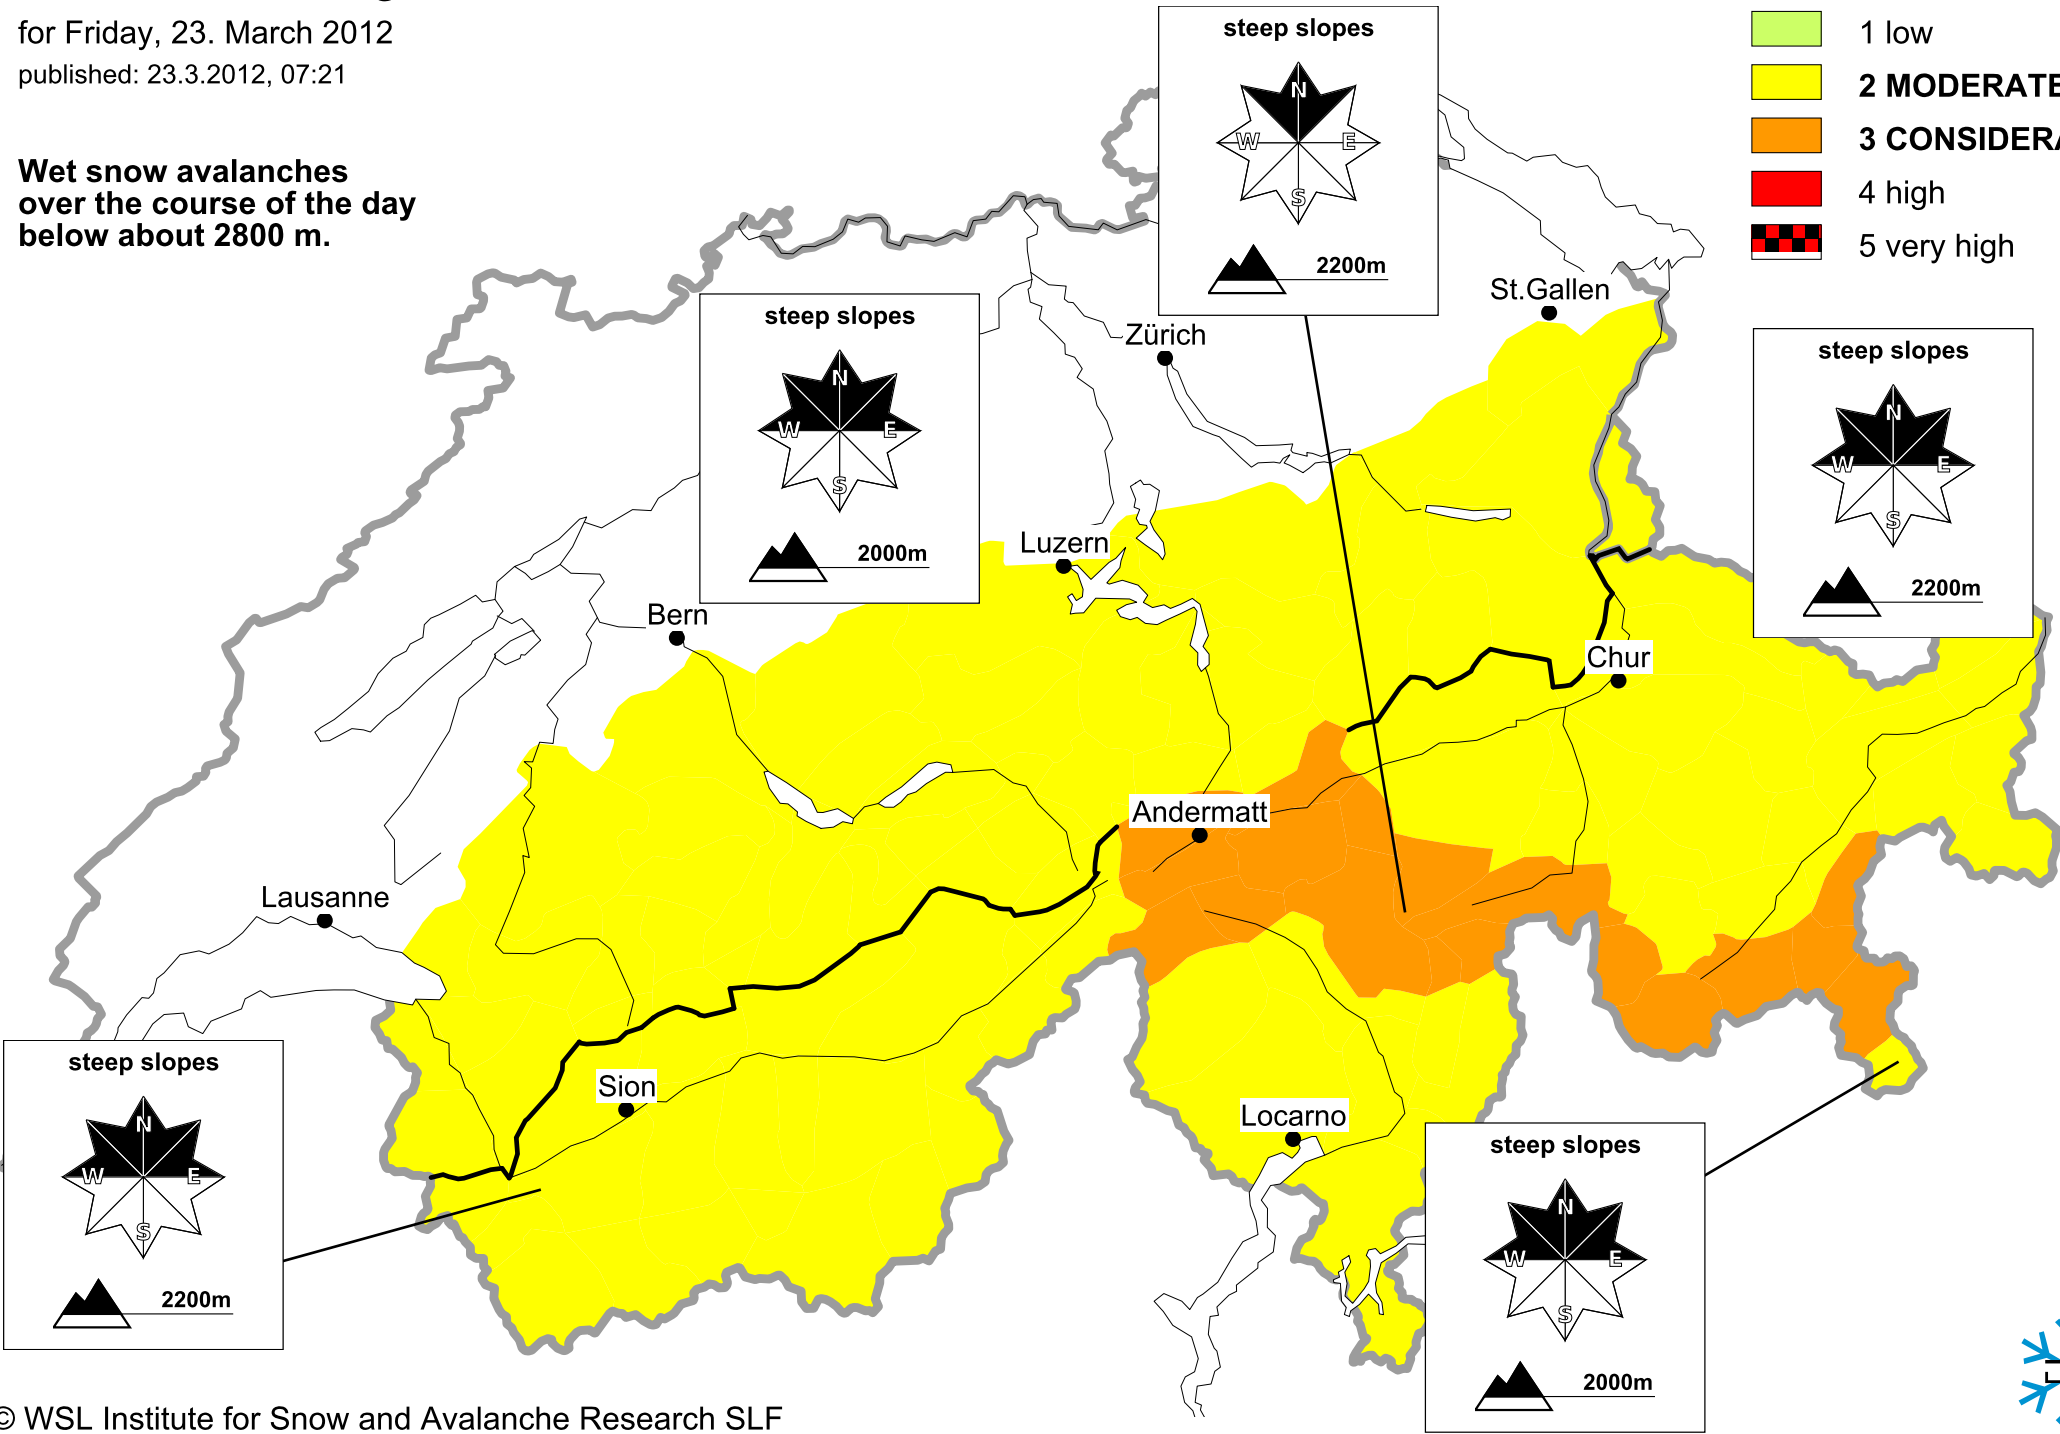 for Friday, 23. March 2012
published: 23.3.2012, 07:21
Wet snow avalanches
over the course of the day
below about 2800 m.
1 low
2 MODERATE
3
4 high
5 very high
steep slopes
N
W E
S
2200m
steep slopes
N
W E
S
2000m
steep slopes
N
W E
S
2200m
St.Gallen
Zürich
Luzern
Bern
Chur
Andermatt
Lausanne
Sion
Locarno
steep slopes
N
W E
S
2200m
steep slopes
N
W E
S
2000m
© WSL Institute for Snow and Avalanche Research SLF